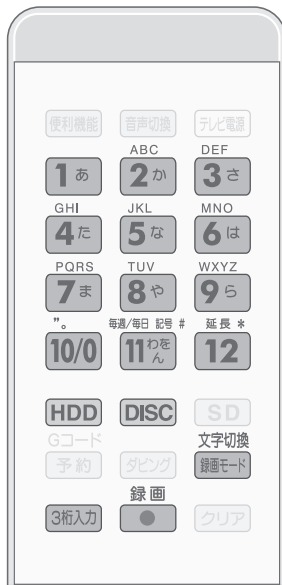 便利機能 音声切換 テレビ電源
ABC DEF
1 あ 2 か 3 さ
GHI JKL MNO
4 た 5 な 6 は
PQRS TUV WXYZ
7 ま 8 や 9 ら
"。 毎週/毎日 記号 # 延長 *
10/0 11 わをん 12
HDD DISC SD
Gコード 文字切換
予約 ダビング 録画モード
録画
3桁入力 クリア